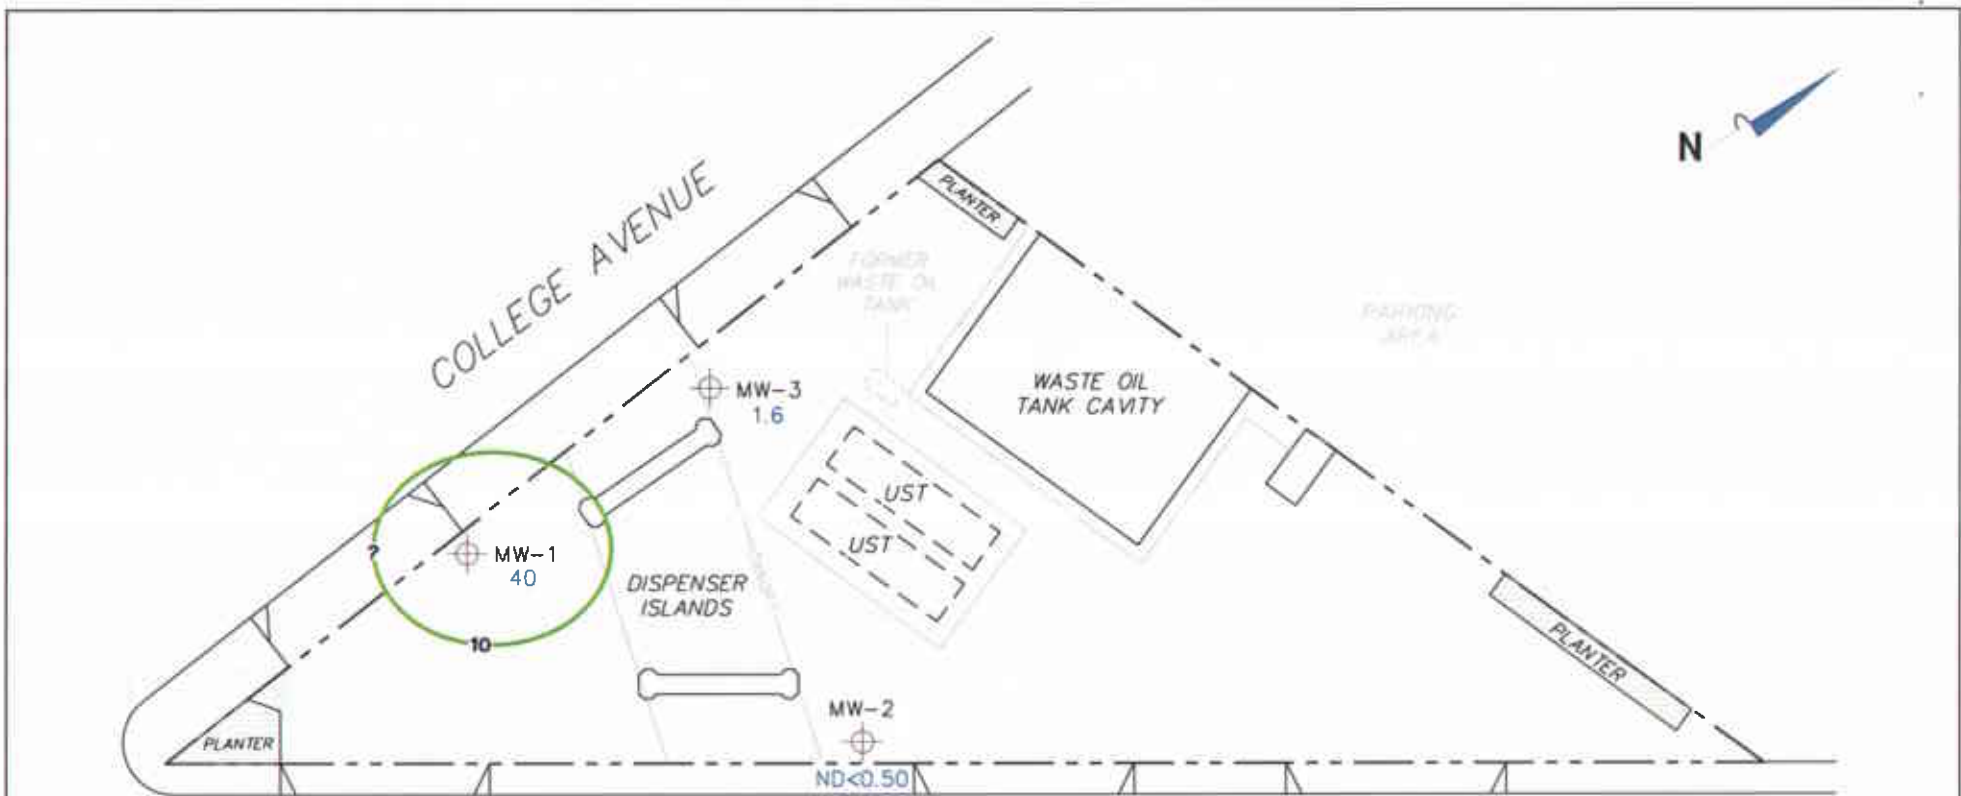 N
COLLEGE AVENUE
PLANTER
FORMER
WASTE OIL
TANK
PARKING
AREA
WASTE OIL
TANK CAVITY
MW-3
1.6
UST
UST
?
MW-1
40
10
DISPENSER
ISLANDS
PLANTER
MW-2
PLANTER
ND<0.50